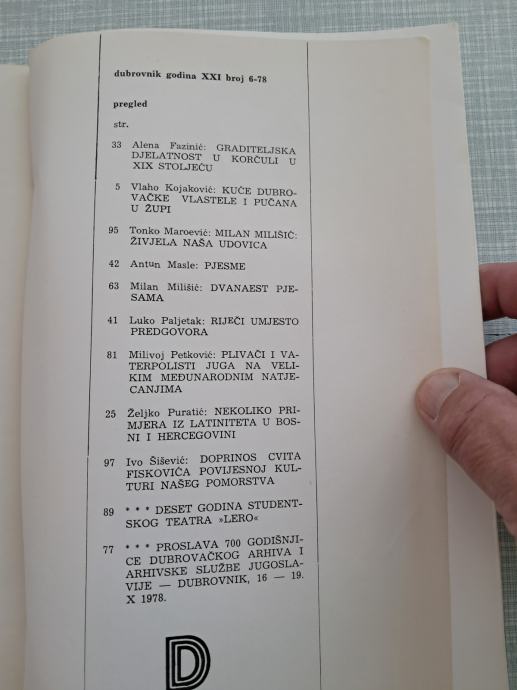 dubrovnik godina XXI broj 6-78
pregled
str.
33 Alena Fazinić: GRADITELJSKA
DJELATNOST U KORČULI U
XIX STOLJEĆU
5 Vlaho Kojaković: KUĆE DUBRO-
VAČKE VLASTELE I PUČANA
U ŽUPI
95 Tonko Maroević: MILAN MILIŠIĆ:
ŽIVJELA NAŠA UDOVICA
42 Antun Masle: PJESME
63 Milan Milišić: DVANAEST PJE-
SAMA
41 Luko Paljetak: RIJEČI UMJESTO
PREDGOVORA
81 Milivoj Petković: PLIVAČI I VA-
TERPOLISTI JUGA NA VELI-
KIM MEĐUNARODNIM NATJE-
CANJIMA
25 Željko Puratić: NEKOLIKO PRI-
MJERA IZ LATINITETA U BOS-
NI I HERCEGOVINI
97 Ivo Šišević: DOPRINOS CVITA
FISKOVIĆA POVIJESNOJ KUL-
TURI NAŠEG POMORSTVA
89 * * * DESET GODINA STUDENT-
SKOG TEATRA »LERO«
77 * * * PROSLAVA 700 GODIŠNJI-
CE DUBROVAČKOG ARHIVA I
ARHIVSKE SLUŽBE JUGOSLA-
VIJE — DUBROVNIK, 16 — 19.
X 1978.
D